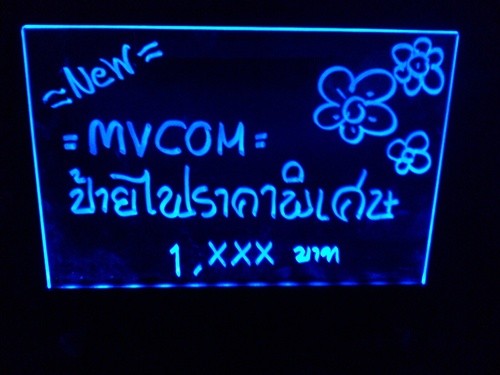 =NeW=
=MVCOM=
ป้ายไฟราคาพิเศษ
1,xxx บาท